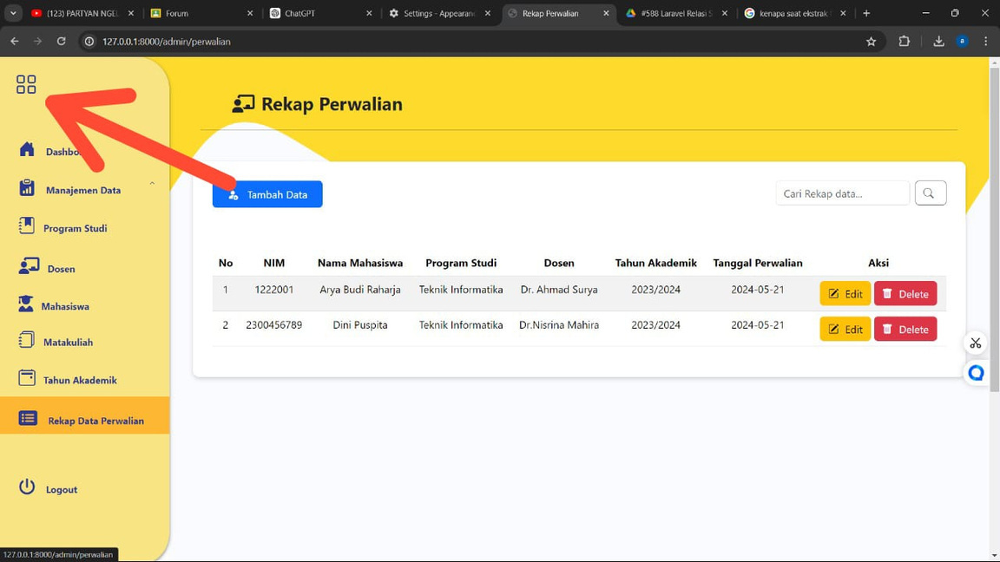 (123) PARTYAN NGEL
Forum
ChatGPT
Settings - Appearan
Rekap Perwalian
#588 Laravel Relasi S
kenapa saat ekstrak f
127.0.0.1:8000/admin/perwalian
a
Rekap Perwalian
Dashbo
Manajemen Data
Program Studi
Dosen
Mahasiswa
Matakuliah
Tahun Akademik
Rekap Data Perwalian
Logout
Tambah Data
Cari Rekap data...
No NIM Nama Mahasiswa Program Studi Dosen Tahun Akademik Tanggal Perwalian Aksi
1 1222001 Arya Budi Raharja Teknik Informatika Dr. Ahmad Surya 2023/2024 2024-05-21 Edit Delete
2 2300456789 Dini Puspita Teknik Informatika Dr.Nisrina Mahira 2023/2024 2024-05-21 Edit Delete
127.0.0.1:8000/admin/perwalian